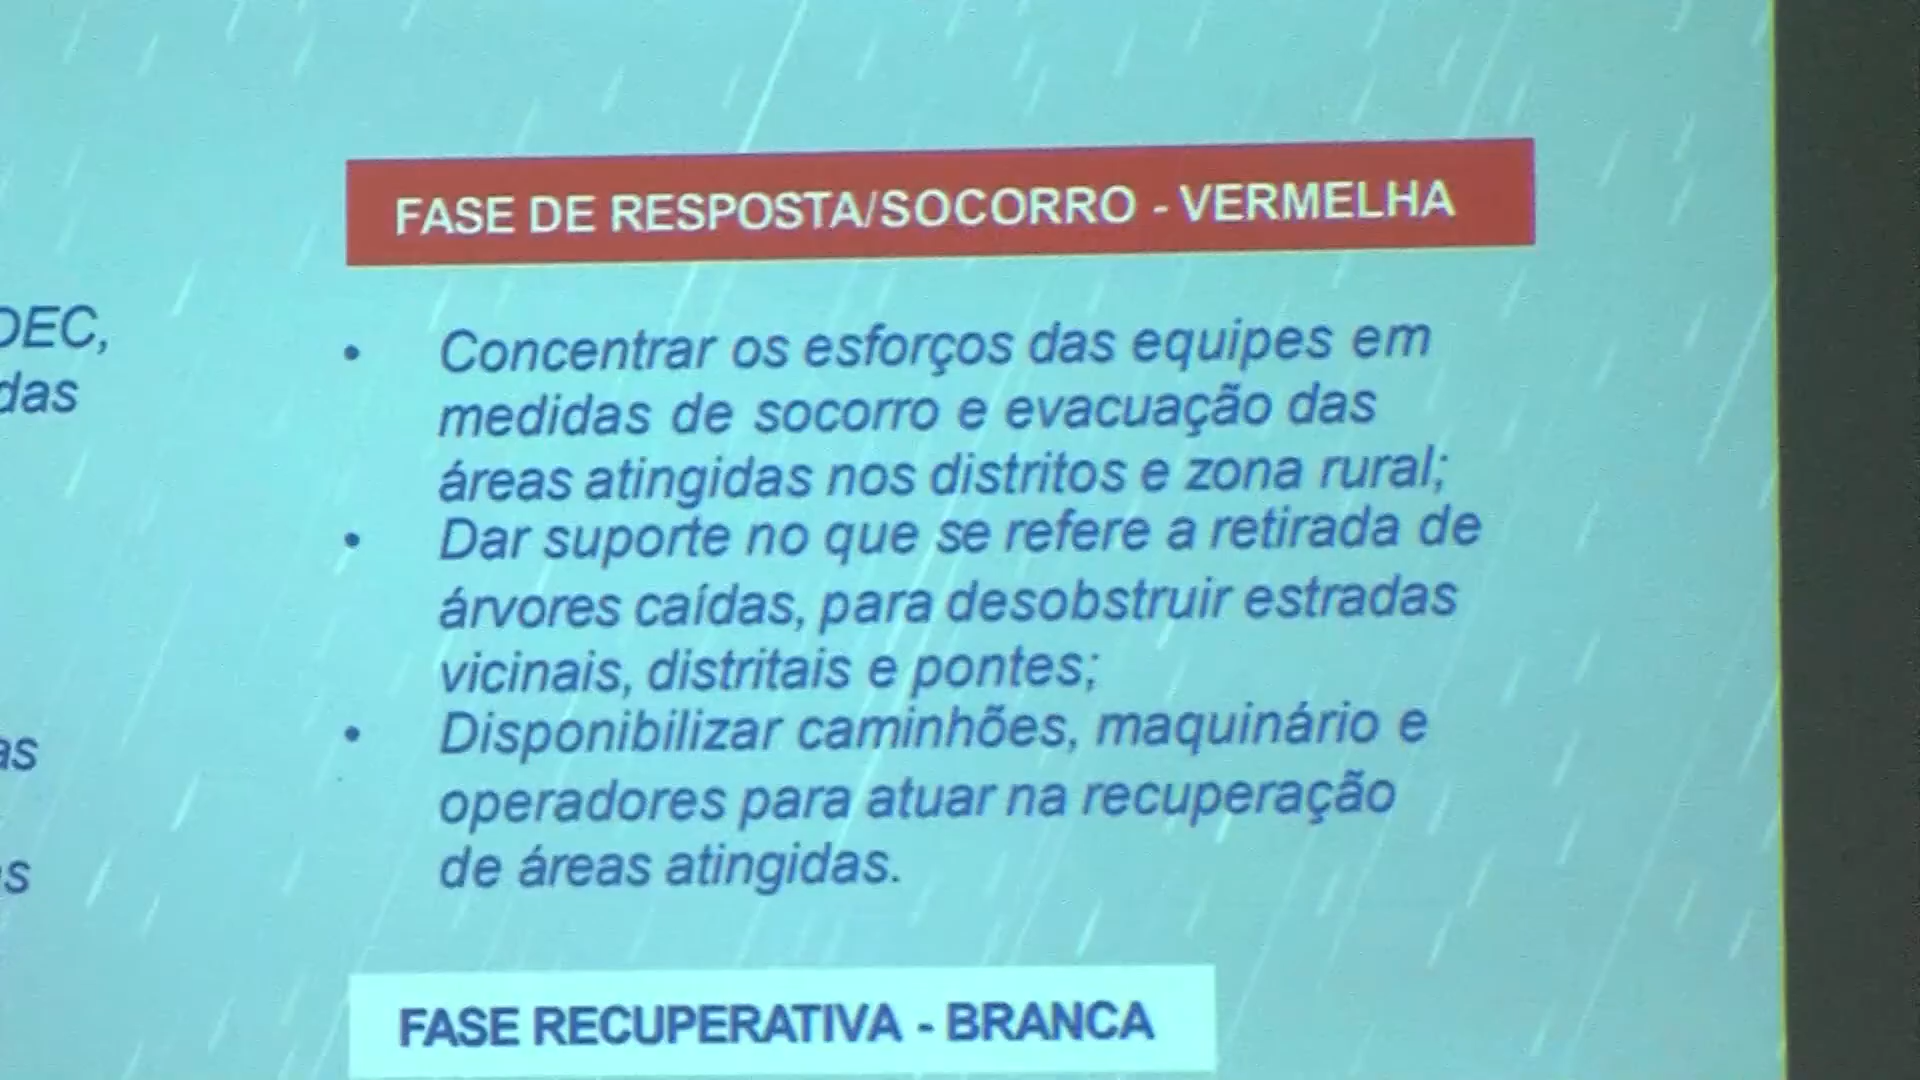 DEC,
das
as
s
FASE DE RESPOSTA/SOCORRO - VERMELHA
• Concentrar os esforços das equipes em
medidas de socorro e evacuação das
áreas atingidas nos distritos e zona rural;
• Dar suporte no que se refere a retirada de
árvores caídas, para desobstruir estradas
vicinais, distritais e pontes;
• Disponibilizar caminhões, maquinário e
operadores para atuar na recuperação
de áreas atingidas.
FASE RECUPERATIVA - BRANCA